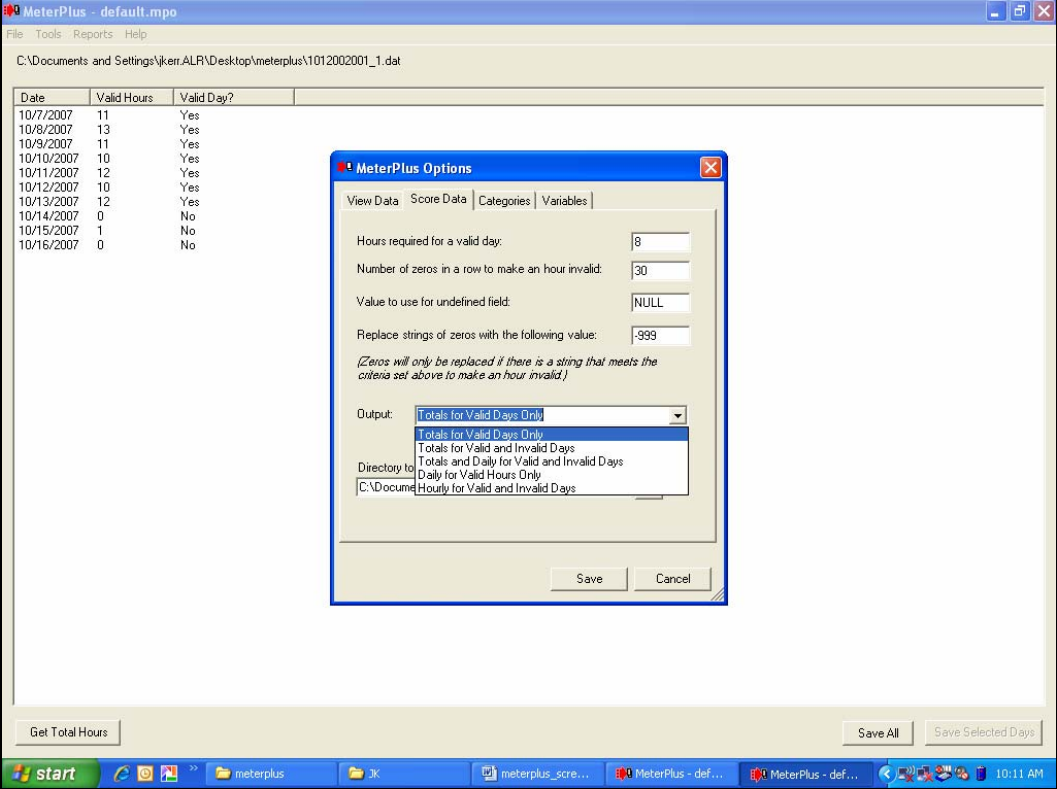 MeterPlus - default.mpo
File Tools Reports Help
C:\Documents and Settings\jkerr.ALR\Desktop\meterplus\1012002001_1.dat
Date Valid Hours Valid Day?
10/7/2007 11 Yes
10/8/2007 13 Yes
10/9/2007 11 Yes
10/10/2007 10 Yes
10/11/2007 12 Yes
10/12/2007 10 Yes
10/13/2007 12 Yes
10/14/2007 0 No
10/15/2007 1 No
10/16/2007 0 No
MeterPlus Options
View Data Score Data Categories Variables
Hours required for a valid day: 8
Number of zeros in a row to make an hour invalid: 30
Value to use for undefined field: NULL
Replace strings of zeros with the following value: -999
(Zeros will only be replaced if there is a string that meets the
criteria set above to make an hour invalid.)
Output: Totals for Valid Days Only
Totals for Valid Days Only
Totals for Valid and Invalid Days
Totals and Daily for Valid and Invalid Days
Daily for Valid Hours Only
Hourly for Valid and Invalid Days
Directory to
C:\Docume
Save Cancel
Get Total Hours Save All Save Selected Days
start » meterplus JK meterplus_scre... MeterPlus - def... MeterPlus - def... 10:11 AM